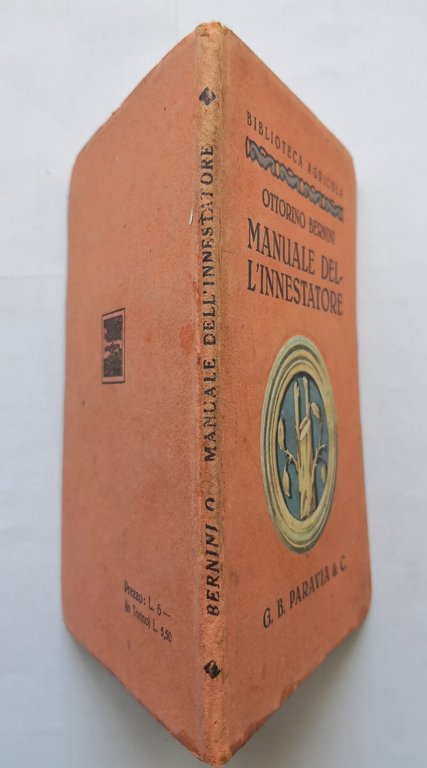 BIBLIOTECA AGRICOLA
OTTORINO BERNINI
MANUALE DEL-
L'INNESTATORE
G. B. PARAVIA & C.
BERNINI O. MANUALE DELL'INNESTATORE
Prezzo: L. 6—
(in Torino) L. 5,50